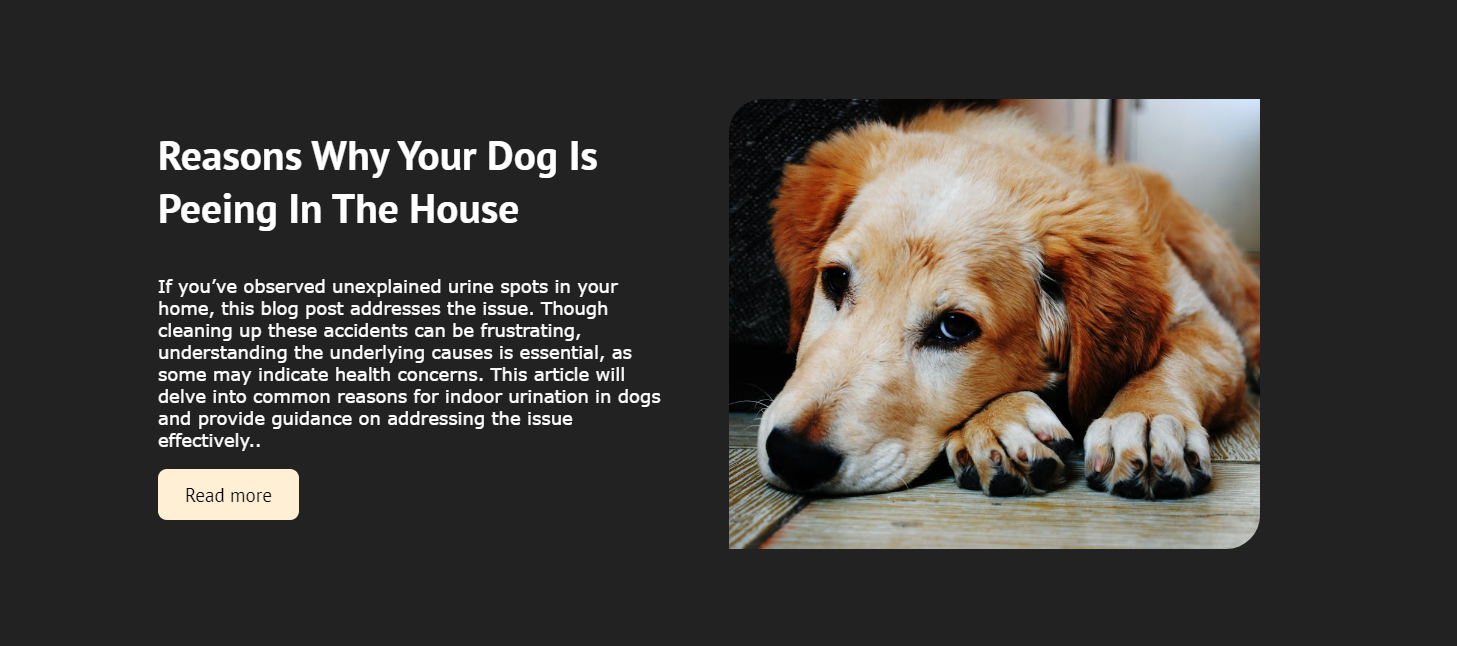 Reasons Why Your Dog Is
Peeing In The House
If you’ve observed unexplained urine spots in your
home, this blog post addresses the issue. Though
cleaning up these accidents can be frustrating,
understanding the underlying causes is essential, as
some may indicate health concerns. This article will
delve into common reasons for indoor urination in dogs
and provide guidance on addressing the issue
effectively..
Read more